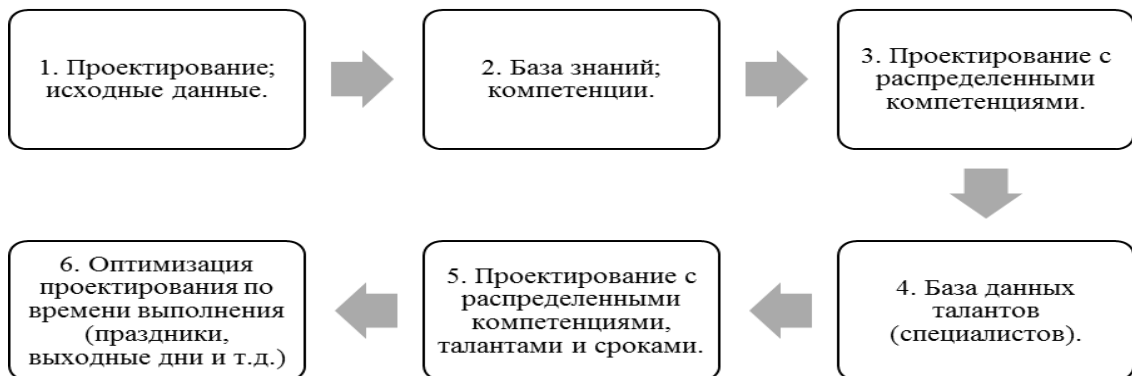 1. Проектирование;
исходные данные.
2. База знаний;
компетенции.
3. Проектирование с
распределенными
компетенциями.
4. База данных
талантов
(специалистов).
5. Проектирование с
распределенными
компетенциями,
талантами и сроками.
6. Оптимизация
проектирования по
времени выполнения
(праздники,
выходные дни и т.д.)